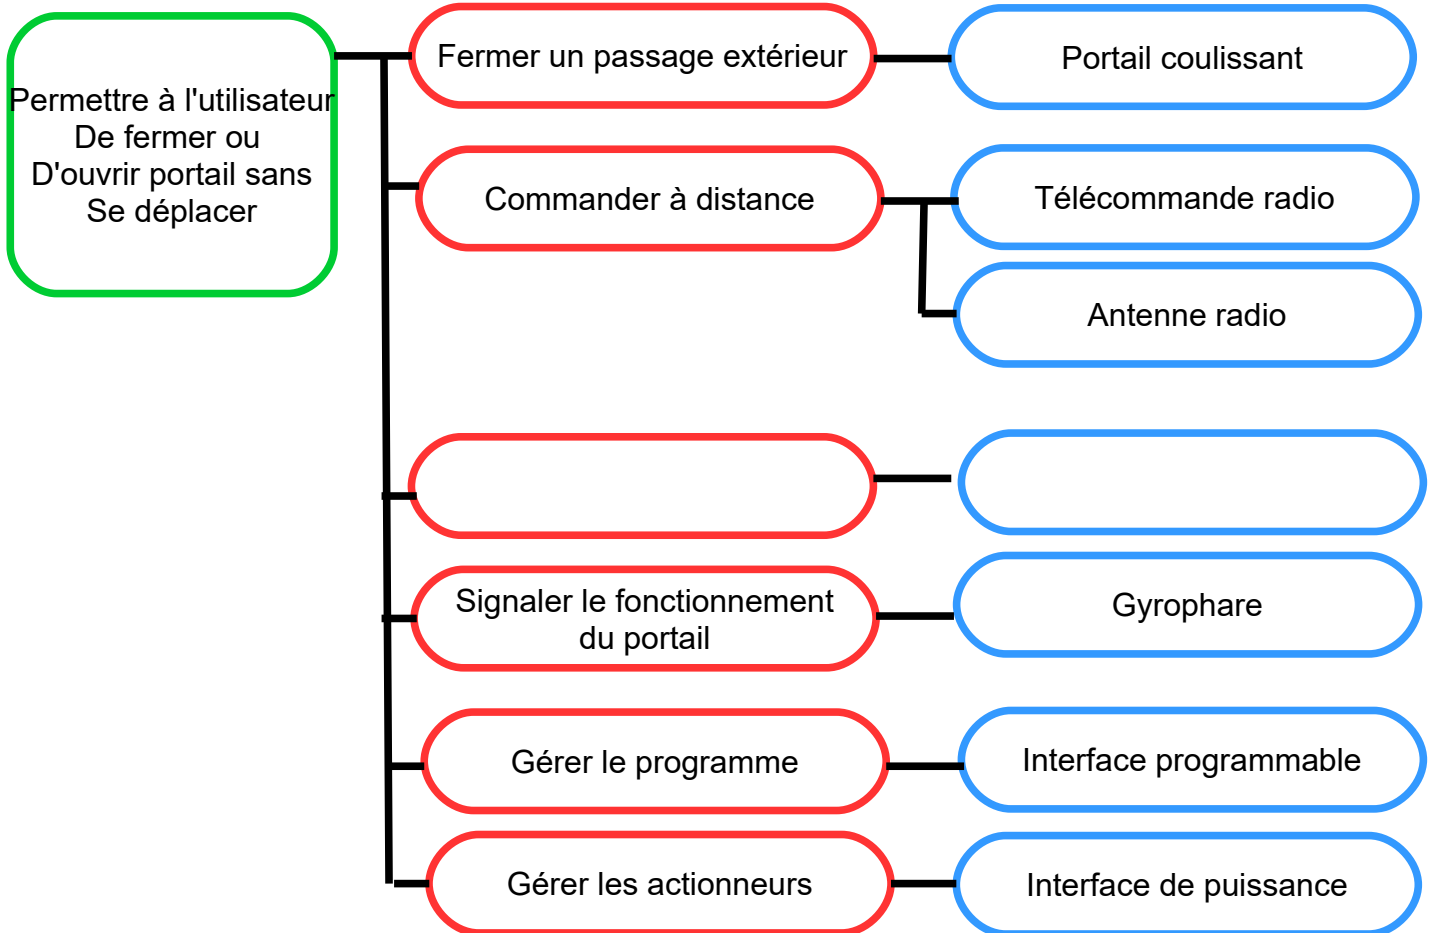 Permettre à l'utilisateur
De fermer ou
D'ouvrir portail sans
Se déplacer
Fermer un passage extérieur
Portail coulissant
Commander à distance
Télécommande radio
Antenne radio
Signaler le fonctionnement
du portail
Gyrophare
Gérer le programme
Interface programmable
Gérer les actionneurs
Interface de puissance